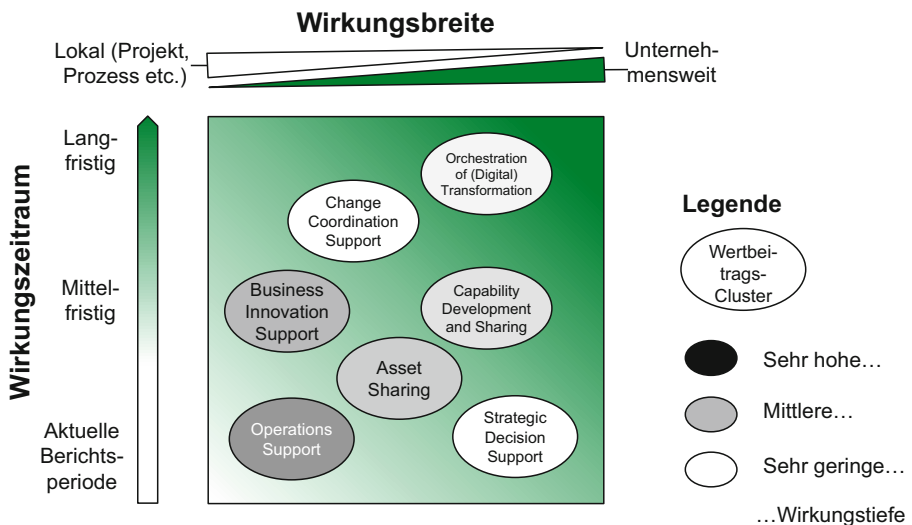 Wirkungsbreite
Lokal (Projekt,
Prozess etc.)
Unterneh-
mensweit
Wirkungszeitraum
Lang-
fristig
Mittel-
fristig
Aktuelle
Berichts-
periode
Orchestration
of (Digital)
Transformation
Change
Coordination
Support
Business
Innovation
Support
Capability
Development
and Sharing
Asset
Sharing
Operations
Support
Strategic
Decision
Support
Legende
Wertbei-
trags-
Cluster
Sehr hohe…
Mittlere…
Sehr geringe…
…Wirkungstiefe